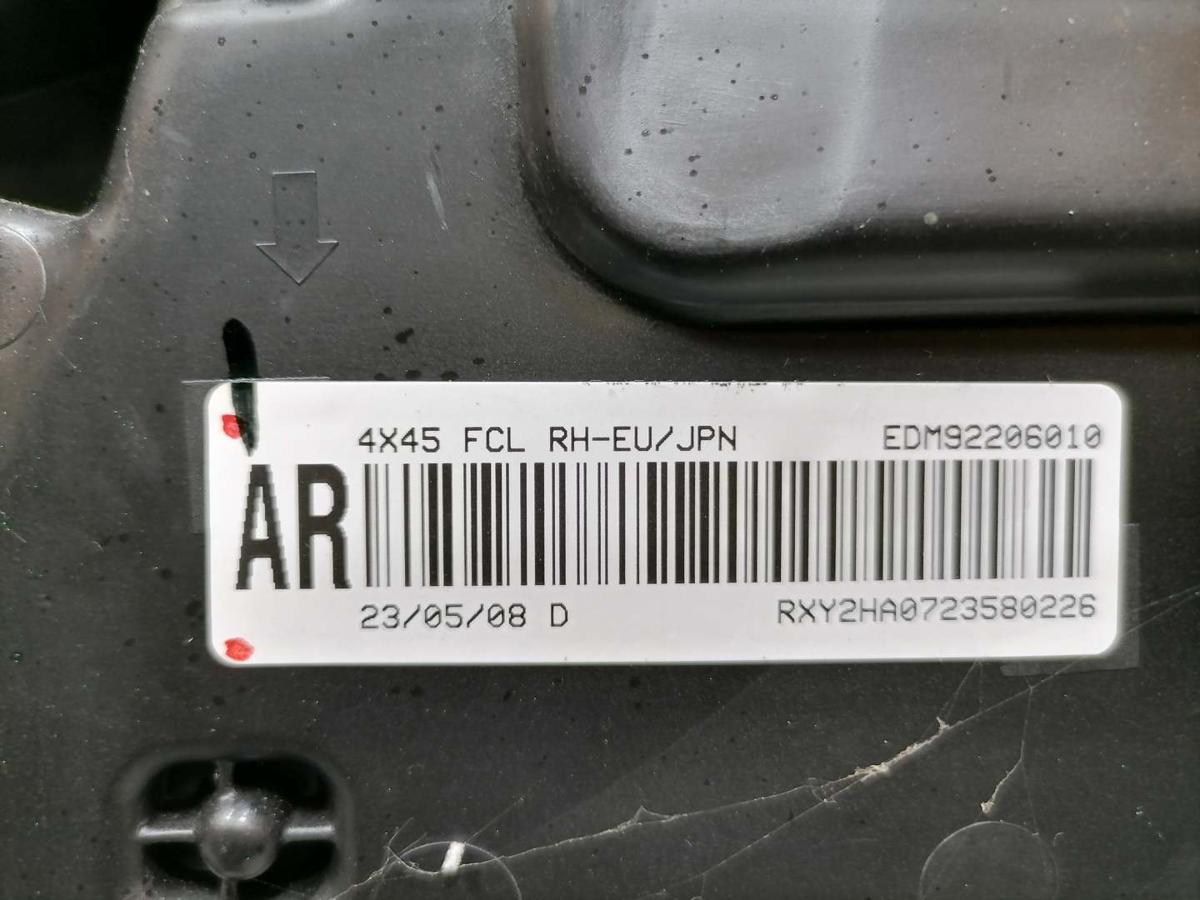 4X45 FCL RH-EU/JPN EDM92206010
AR
23/05/08 D RXY2HA0723580226